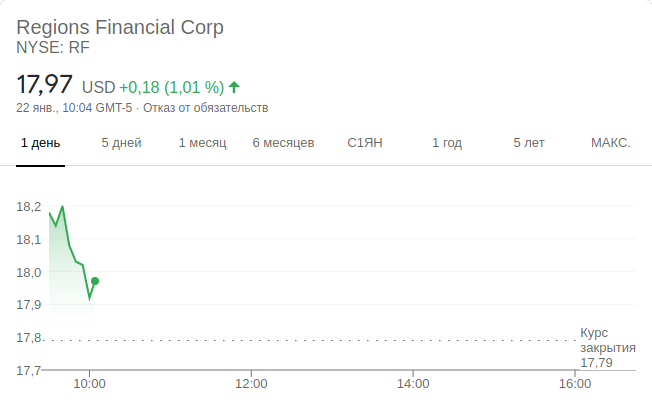 Regions Financial Corp
NYSE: RF
17,97 USD +0,18 (1,01 %)
22 янв., 10:04 GMT-5 · Отказ от обязательств
1 день 5 дней 1 месяц 6 месяцев С1ЯН 1 год 5 лет МАКС.
18,2
18,1
18,0
17,9
17,8
17,7
Курс
закрытия
17,79
10:00 12:00 14:00 16:00